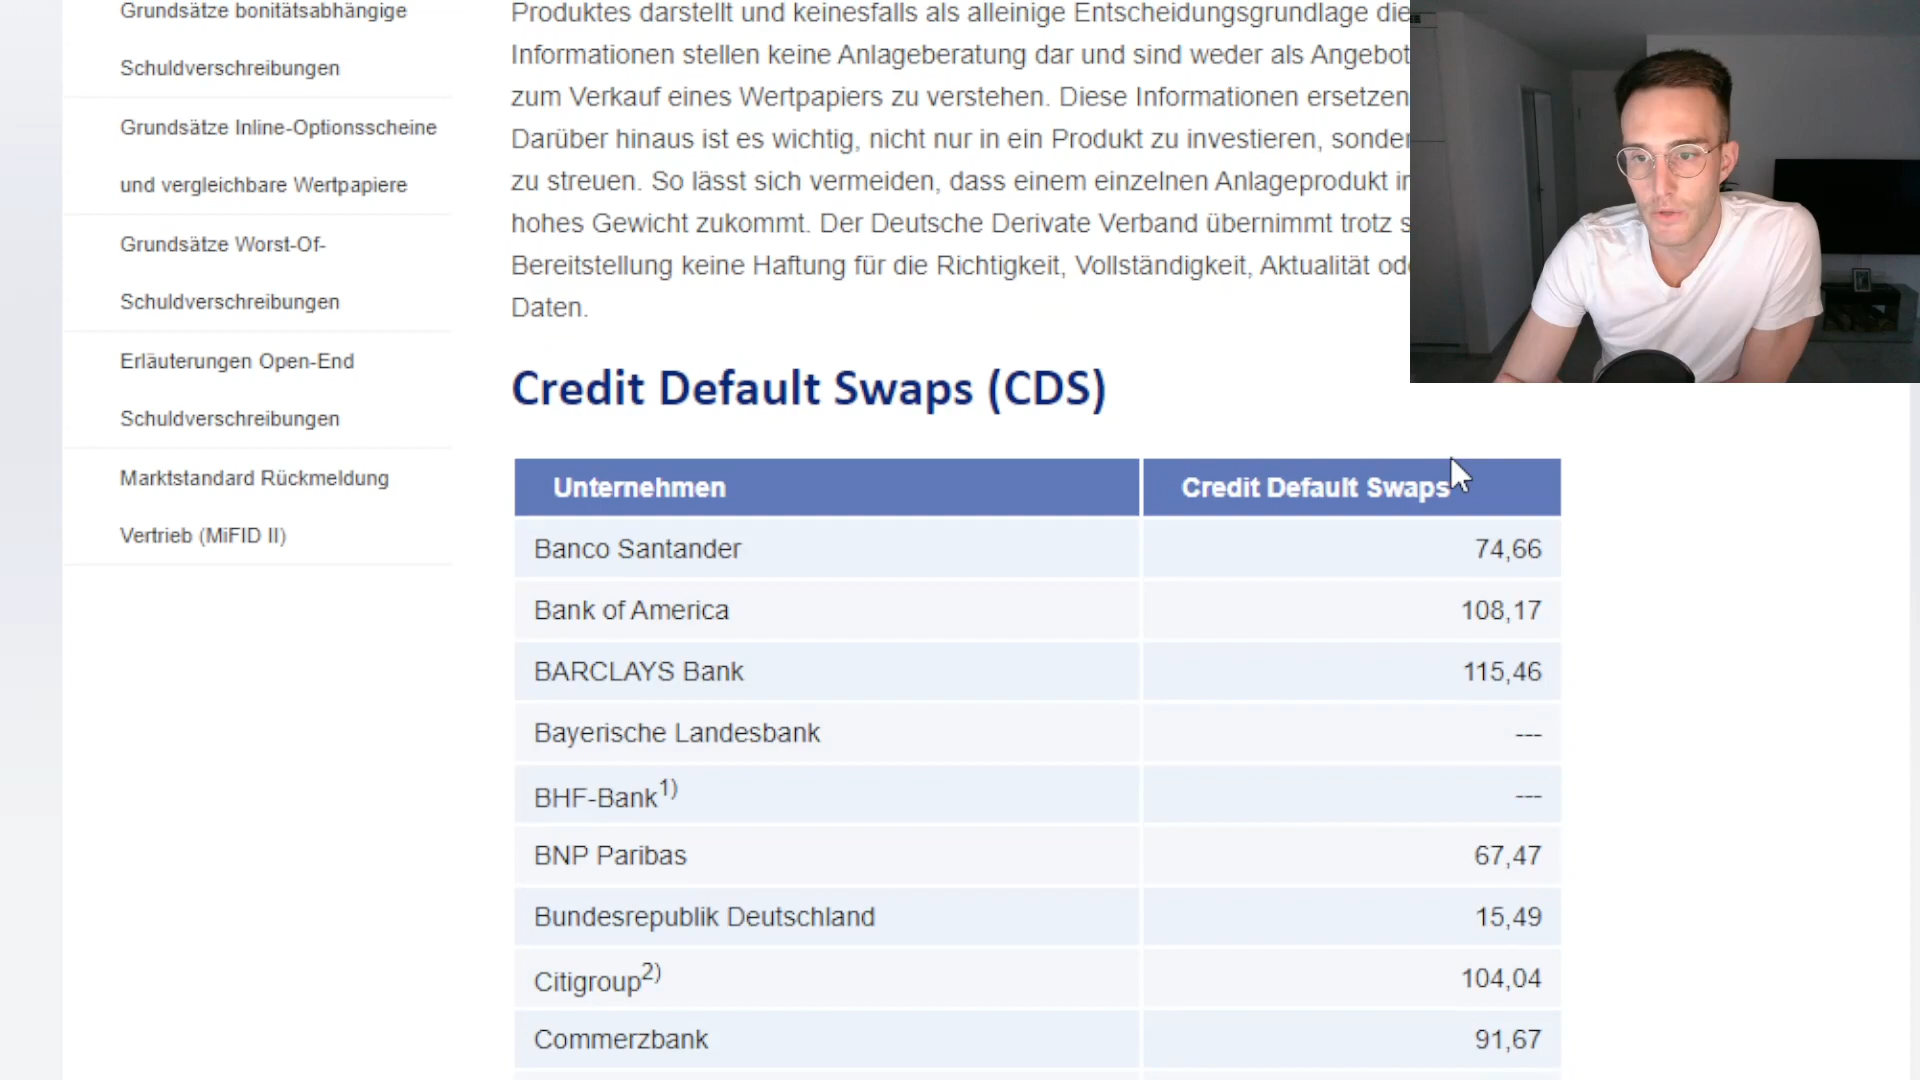 Grundsätze bonitätsabhängige
Schuldverschreibungen
Grundsätze Inline-Optionsscheine
und vergleichbare Wertpapiere
Grundsätze Worst-Of-
Schuldverschreibungen
Erläuterungen Open-End
Schuldverschreibungen
Marktstandard Rückmeldung
Vertrieb (MiFID II)
Produktes darstellt und keinesfalls als alleinige Entscheidungsgrundlage die
Informationen stellen keine Anlageberatung dar und sind weder als Angebot
zum Verkauf eines Wertpapiers zu verstehen. Diese Informationen ersetzen
Darüber hinaus ist es wichtig, nicht nur in ein Produkt zu investieren, sonder
zu streuen. So lässt sich vermeiden, dass einem einzelnen Anlageprodukt
hohes Gewicht zukommt. Der Deutsche Derivate Verband übernimmt trotz s
Bereitstellung keine Haftung für die Richtigkeit, Vollständigkeit, Aktualität
Daten.
Credit Default Swaps (CDS)
Unternehmen Credit Default Swaps
Banco Santander 74,66
Bank of America 108,17
BARCLAYS Bank 115,46
Bayerische Landesbank ---
BHF-Bank1) ---
BNP Paribas 67,47
Bundesrepublik Deutschland 15,49
Citigroup2) 104,04
Commerzbank 91,67